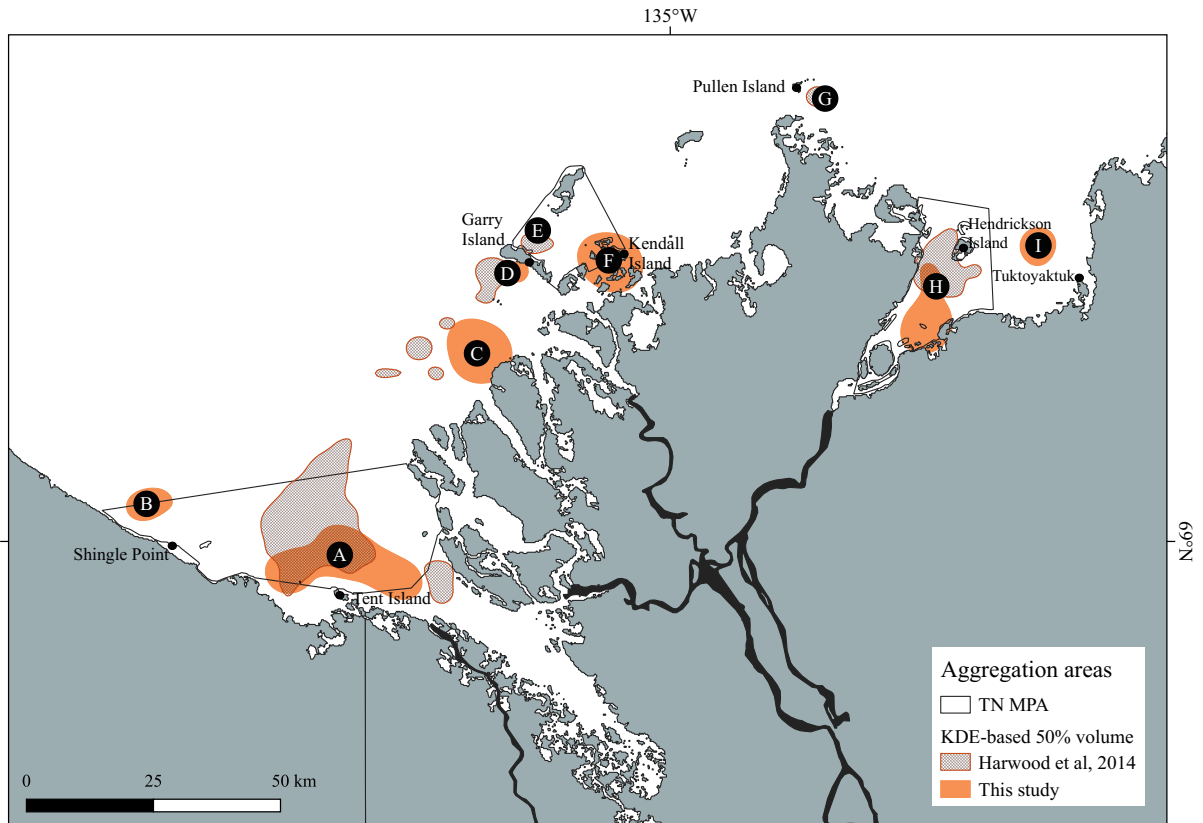 135°W
Pullen Island
G
Garry
Island
E
Kendall
Island
F
D
Hendrickson
Island
I
Tuktoyaktuk
H
C
B
Shingle Point
A
Tent Island
N°69
Aggregation areas
TN MPA
KDE-based 50% volume
Harwood et al, 2014
This study
0 25 50 km